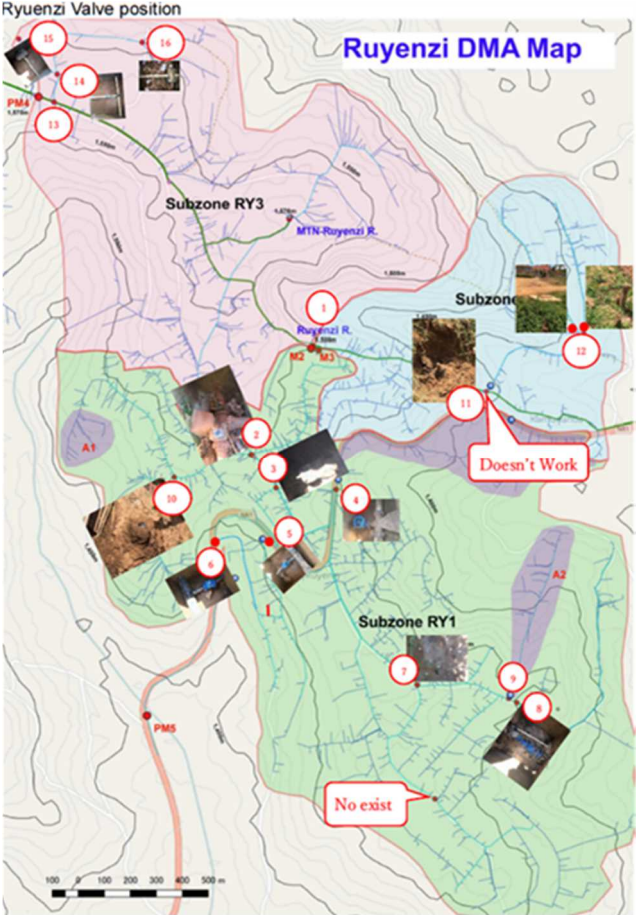 Ryuenzi Valve position
Ruyenzi DMA Map
15
16
14
PM4
13
Subzone RY3
MTN-Ruyenzi R.
1
Ruyenzi R.
M2 M3
Subzone
12
11
Doesn't Work
2
A1
3
10
4
5
6
A2
Subzone RY1
7
9
8
PM5
No exist
100 0 100 200 300 400 500 m